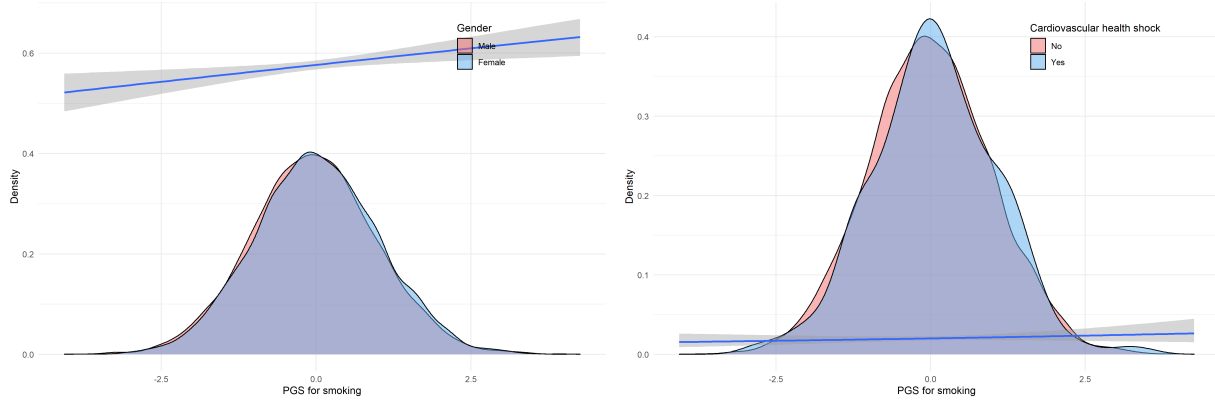 Gender
Male
Female
0.6
0.4
0.2
0.0
Density
-2.5
0.0
2.5
PGS for smoking
Cardiovascular health shock
No
Yes
0.4
0.3
0.2
0.1
0.0
Density
-2.5
0.0
2.5
PGS for smoking